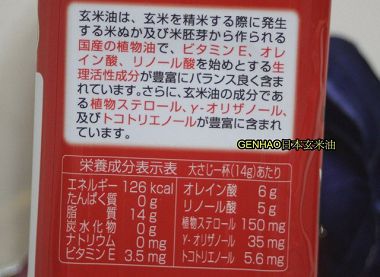 玄米油は、玄米を精米する際に発生
する米ぬか及び米胚芽から作られる
国産の植物油で、ビタミンE、オレ
イン酸、リノール酸を始めとする生
理活性成分が豊富にバランス良く含ま
れています。さらに、玄米油の成分であ
る植物ステロール、γ-オリザノール、
及びトコトリエノールが豊富に含まれ
ています。
GENHAO日本玄米油
栄養成分表示表 大さじ一杯(14g)あたり
エネルギー 126 kcal オレイン酸 6 g
たんぱく質 0 g リノール酸 5 g
脂質 14 g 植物ステロール 150 mg
炭水化物 0 g γ-オリザノール 35 mg
ナトリウム 0 mg トコトリエノール 5.6 mg
ビタミンE 3.5 mg